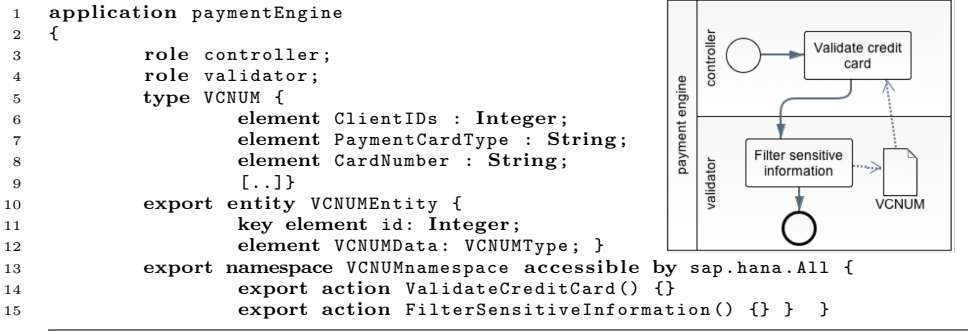 1 application paymentEngine
2 {
3 role controller;
4 role validator;
5 type VCNUM {
6 element ClientIDs : Integer;
7 element PaymentCardType : String;
8 element CardNumber : String;
9 [..]}
10 export entity VCNUMEntity {
11 key element id: Integer;
12 element VCNUMData: VCNUMType; }
13 export namespace VCNUMnamespace accessible by sap.hana.All {
14 export action ValidateCreditCard() {}
15 export action FilterSensitiveInformation() {} } }
payment engine
controller
Validate credit
card
validator
Filter sensitive
information
VCNUM